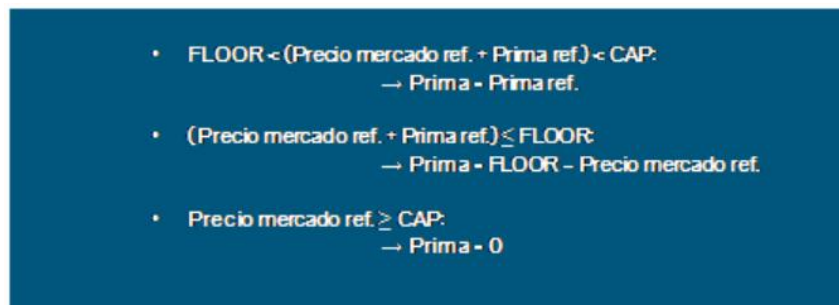 • FLOOR < (Precio mercado ref. + Prima ref.) < CAP:
→ Prima = Prima ref.
• (Precio mercado ref. + Prima ref.) ≤ FLOOR:
→ Prima = FLOOR – Precio mercado ref.
• Precio mercado ref. ≥ CAP:
→ Prima = 0